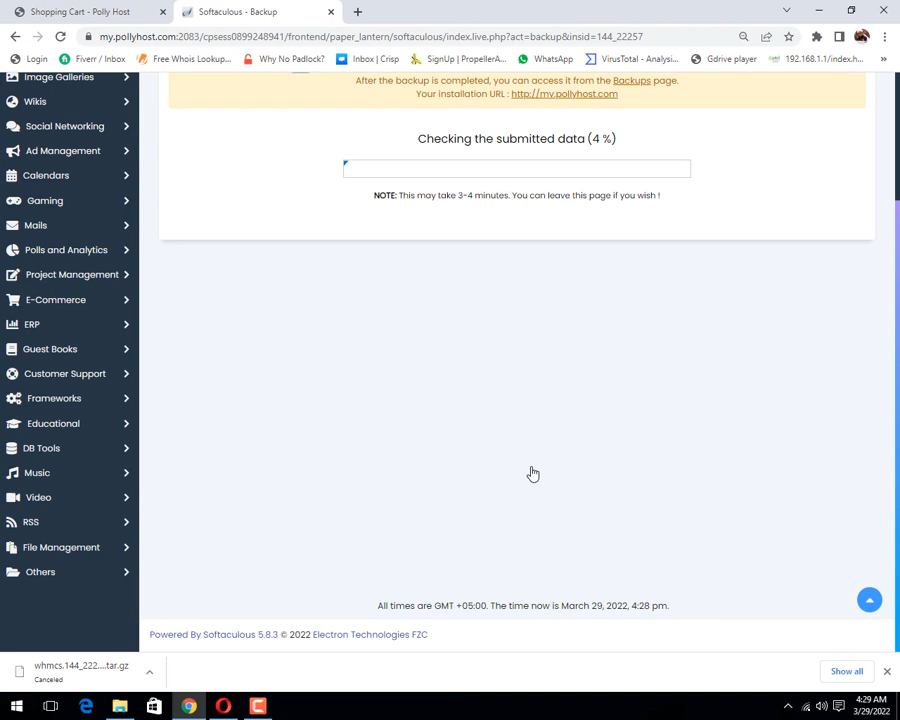 Shopping Cart - Polly Host
Softaculous - Backup
my.pollyhost.com:2083/cpsess0899248941/frontend/paper_lantern/softaculous/index.live.php?act=backup&insid=144_22257
Login
Fiverr / Inbox
Free Whois Lookup...
Why No Padlock?
Inbox | Crisp
SignUp | PropellerA...
WhatsApp
VirusTotal - Analysi...
Gdrive player
192.168.1.1/index.h...
Image Galleries
Wikis
Social Networking
Ad Management
Calendars
Gaming
Mails
Polls and Analytics
Project Management
E-Commerce
ERP
Guest Books
Customer Support
Frameworks
Educational
DB Tools
Music
Video
RSS
File Management
Others
After the backup is completed, you can access it from the Backups page.
Your installation URL : http://my.pollyhost.com
Checking the submitted data (4 %)
NOTE: This may take 3-4 minutes. You can leave this page if you wish !
All times are GMT +05:00. The time now is March 29, 2022, 4:28 pm.
Powered By Softaculous 5.8.3 © 2022 Electron Technologies FZC
whmcs.144_222....tar.gz
Canceled
Show all
4:29 AM
3/29/2022